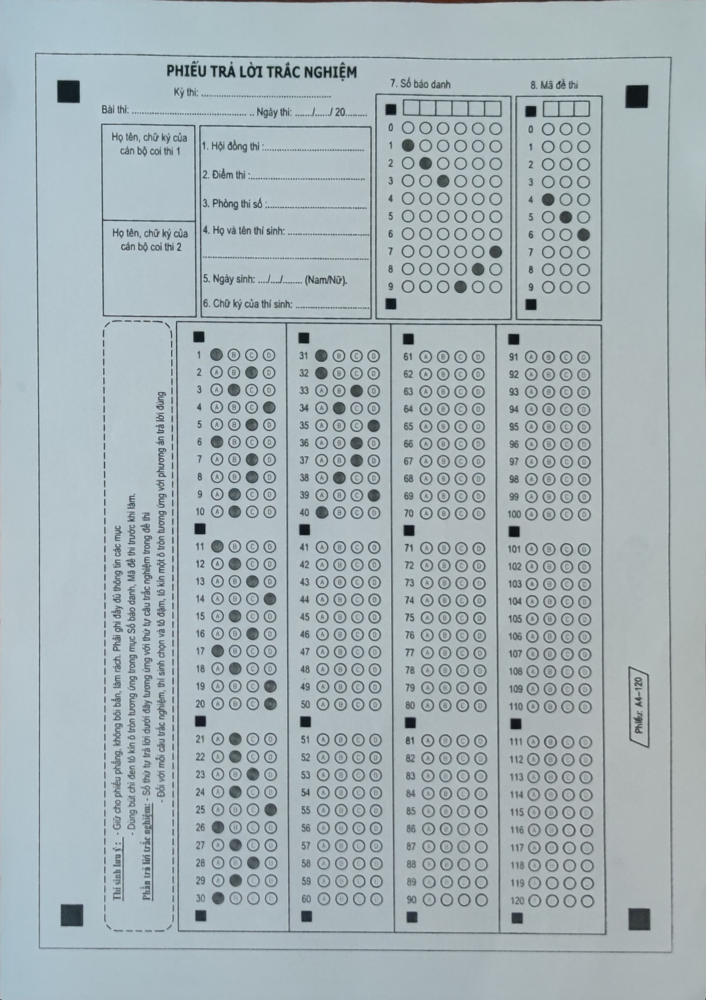 PHIẾU TRẢ LỜI TRẮC NGHIỆM
Kỳ thi: ................................................
Bài thi: ........................................... .. Ngày thi: ......./....../ 20.........
Họ tên, chữ ký của
cán bộ coi thi 1
Họ tên, chữ ký của
cán bộ coi thi 2
1. Hội đồng thi :.....................................
2. Điểm thi :..........................................
3. Phòng thi số :.....................................
4. Họ và tên thí sinh: ..............................
5. Ngày sinh: ..../..../........ (Nam/Nữ).
6. Chữ ký của thí sinh: ............................
7. Số báo danh
0
1
2
3
4
5
6
7
8
9
8. Mã đề thi
0
1
2
3
4
5
6
7
8
9
Thí sinh lưu ý : - Giữ cho phiếu phẳng, không bôi bẩn, làm rách. Phải ghi đầy đủ thông tin các mục
- Dùng bút chì đen tô kín ô tròn tương ứng trong mục Số báo danh, Mã đề thi trước khi làm.
Phần trả lời trắc nghiệm: - Số thứ tự trả lời dưới đây tương ứng với thứ tự câu trắc nghiệm trong đề thi
- Đối với mỗi câu trắc nghiệm, thí sinh chọn và tô đậm, tô kín một ô tròn tương ứng với phương án trả lời đúng
1 B C D
2 A B D
3 A C D
4 A B C
5 A B D
6 B C D
7 A B D
8 A B D
9 A C D
10 A C D
11 B C D
12 A C D
13 A B D
14 A B C
15 A C D
16 A B D
17 B C D
18 A C D
19 A B C
20 A B C
21 A C D
22 A C D
23 A B D
24 A C D
25 A B C
26 B C D
27 A C D
28 A B D
29 A C D
30 B C D
31 B C D
32 B C D
33 A B D
34 A C D
35 A B C
36 A B D
37 A B D
38 A C D
39 A B C
40 B C D
41 A B C D
42 A B C D
43 A B C D
44 A B C D
45 A B C D
46 A B C D
47 A B C D
48 A B C D
49 A B C D
50 A B C D
51 A B C D
52 A B C D
53 A B C D
54 A B C D
55 A B C D
56 A B C D
57 A B C D
58 A B C D
59 A B C D
60 A B C D
61 A B C D
62 A B C D
63 A B C D
64 A B C D
65 A B C D
66 A B C D
67 A B C D
68 A B C D
69 A B C D
70 A B C D
71 A B C D
72 A B C D
73 A B C D
74 A B C D
75 A B C D
76 A B C D
77 A B C D
78 A B C D
79 A B C D
80 A B C D
81 A B C D
82 A B C D
83 A B C D
84 A B C D
85 A B C D
86 A B C D
87 A B C D
88 A B C D
89 A B C D
90
91 A B C D
92 A B C D
93 A B C D
94 A B C D
95 A B C D
96 A B C D
97 A B C D
98 A B C D
99 A B C D
100 A B C D
101 A B C D
102 A B C D
103 A B C D
104 A B C D
105 A B C D
106 A B C D
107 A B C D
108 A B C D
109 A B C D
110 A B C D
111 A B C D
112 A B C D
113 A B C D
114 A B C D
115 A B C D
116 A B C D
117 A B C D
118 A B C D
119
120
Phiếu: A4-120